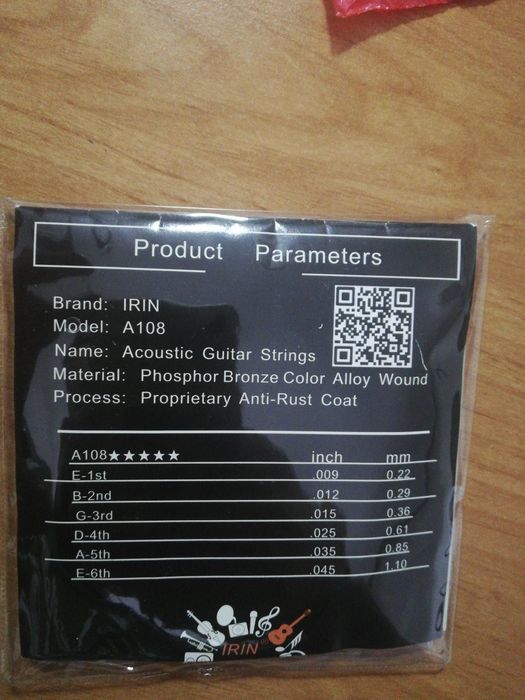 Product Parameters
Brand: IRIN
Model: A108
Name: Acoustic Guitar Strings
Material: Phosphor Bronze Color Alloy Wound
Process: Proprietary Anti-Rust Coat
A108★★★★★ inch mm
E-1st .009 0.22
B-2nd .012 0.29
G-3rd .015 0.36
D-4th .025 0.61
A-5th .035 0.85
E-6th .045 1.10
IRIN